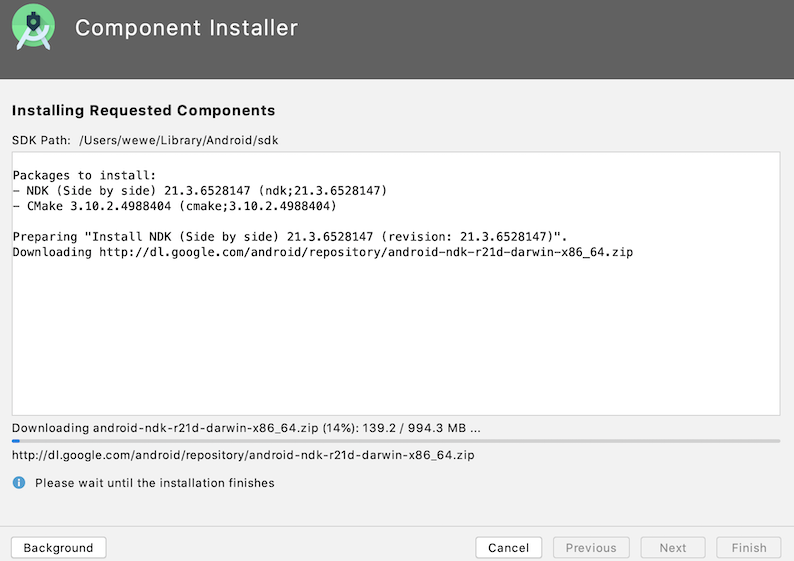 Component Installer
Installing Requested Components
SDK Path: /Users/wewe/Library/Android/sdk
Packages to install:
- NDK (Side by side) 21.3.6528147 (ndk;21.3.6528147)
- CMake 3.10.2.4988404 (cmake;3.10.2.4988404)
Preparing "Install NDK (Side by side) 21.3.6528147 (revision: 21.3.6528147)".
Downloading http://dl.google.com/android/repository/android-ndk-r21d-darwin-x86_64.zip
Downloading android-ndk-r21d-darwin-x86_64.zip (14%): 139.2 / 994.3 MB ...
http://dl.google.com/android/repository/android-ndk-r21d-darwin-x86_64.zip
Please wait until the installation finishes
Background Cancel Previous Next Finish